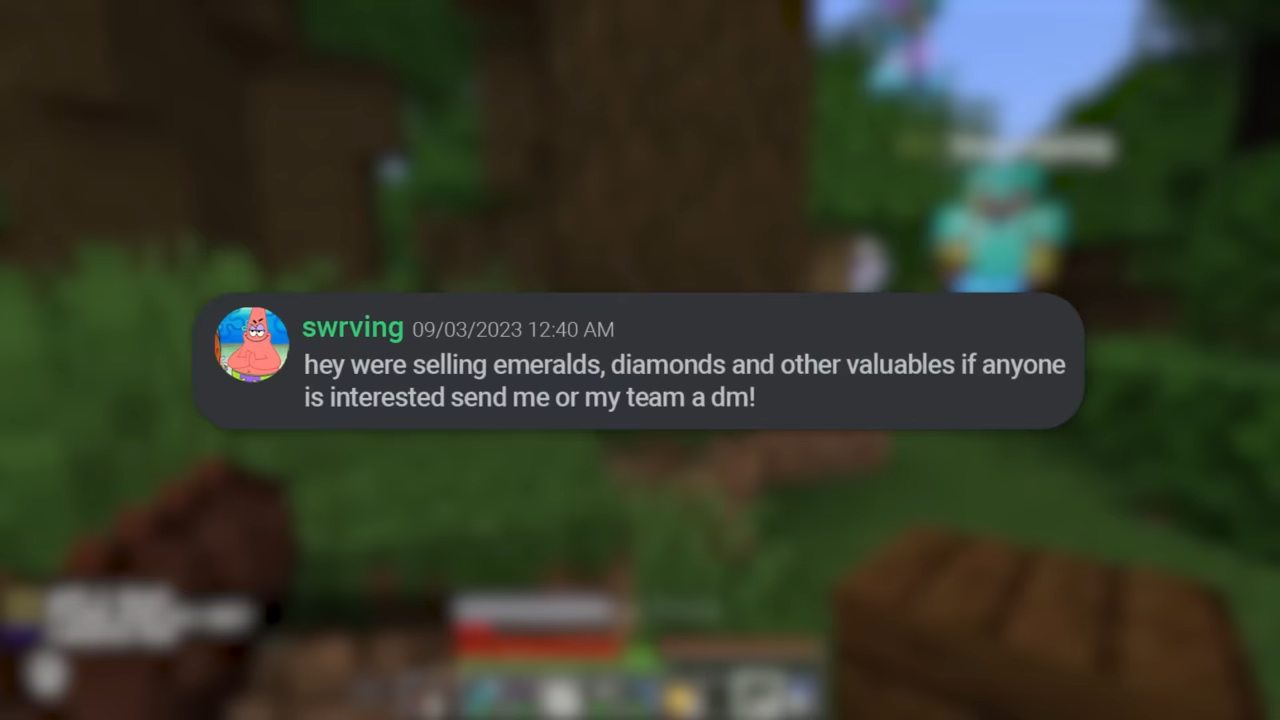 swrving 09/03/2023 12:40 AM
hey were selling emeralds, diamonds and other valuables if anyone
is interested send me or my team a dm!